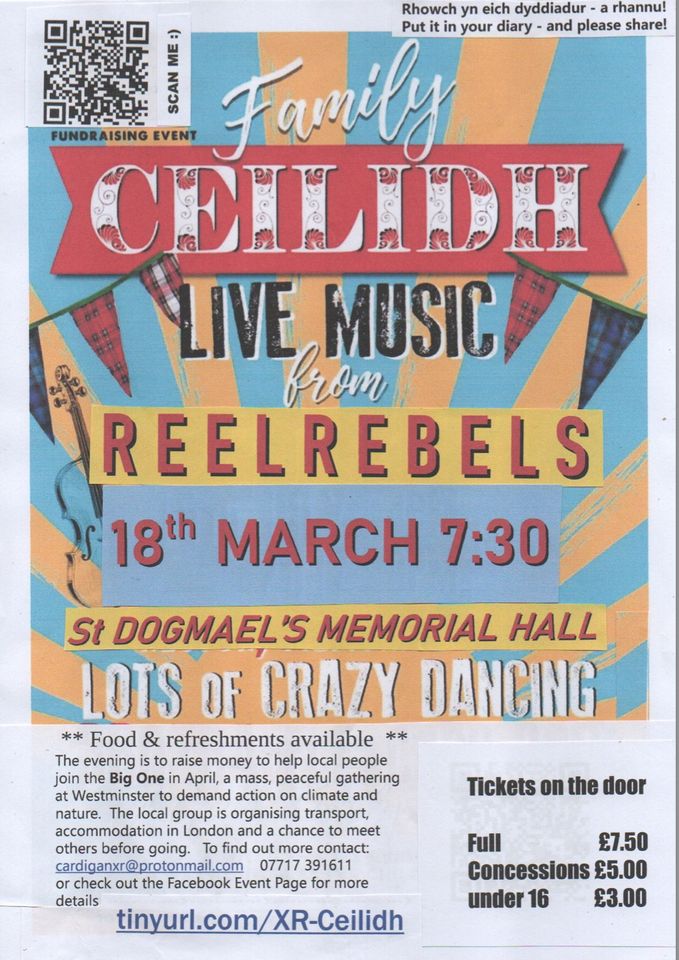 Rhowch yn eich dyddiadur - a rhannu!
Put it in your diary - and please share!
SCAN ME :)
FUNDRAISING EVENT
Family
CEILIDH
LIVE MUSIC
from
REELREBELS
18th MARCH 7:30
St DOGMAEL'S MEMORIAL HALL
LOTS OF CRAZY DANCING
** Food & refreshments available **
The evening is to raise money to help local people
join the Big One in April, a mass, peaceful gathering
at Westminster to demand action on climate and
nature. The local group is organising transport,
accommodation in London and a chance to meet
others before going. To find out more contact:
cardiganxr@protonmail.com 07717 391611
or check out the Facebook Event Page for more
details
tinyurl.com/XR-Ceilidh
Tickets on the door
Full £7.50
Concessions £5.00
under 16 £3.00